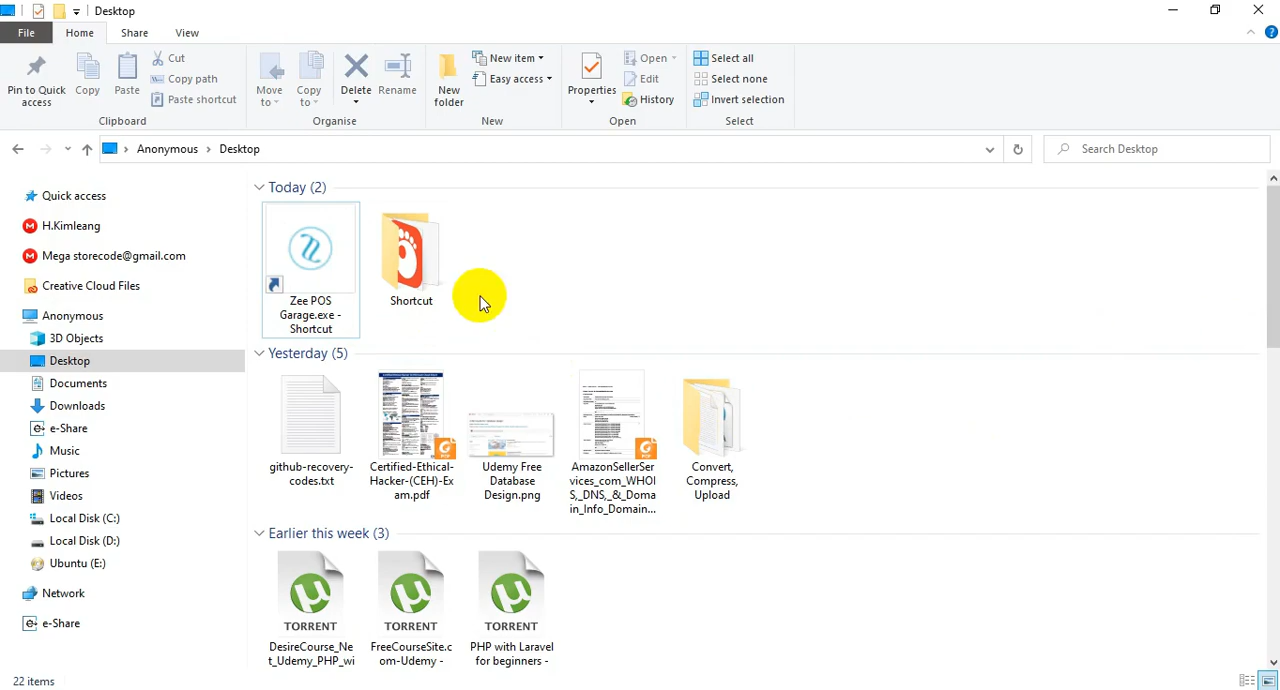 Desktop
File Home Share View
Pin to Quick access
Copy
Paste
Cut
Copy path
Paste shortcut
Clipboard
Move to
Copy to
Delete
Rename
Organise
New folder
New item
Easy access
New
Properties
Open
Edit
History
Open
Select all
Select none
Invert selection
Select
Anonymous > Desktop
Search Desktop
Quick access
H.Kimleang
Mega storecode@gmail.com
Creative Cloud Files
Anonymous
3D Objects
Desktop
Documents
Downloads
e-Share
Music
Pictures
Videos
Local Disk (C:)
Local Disk (D:)
Ubuntu (E:)
Network
e-Share
Today (2)
Zee POS
Garage.exe -
Shortcut
Shortcut
Yesterday (5)
github-recovery-
codes.txt
Certified-Ethical-
Hacker-(CEH)-Ex
am.pdf
Udemy Free
Database
Design.png
AmazonSellerSer
vices_com_WHOI
S,_DNS,_&_Doma
in_Info_Domain...
Convert,
Compress,
Upload
Earlier this week (3)
TORRENT
DesireCourse_Ne
t_Udemy_PHP_wi
TORRENT
FreeCourseSite.c
om-Udemy -
TORRENT
PHP with Laravel
for beginners -
22 items